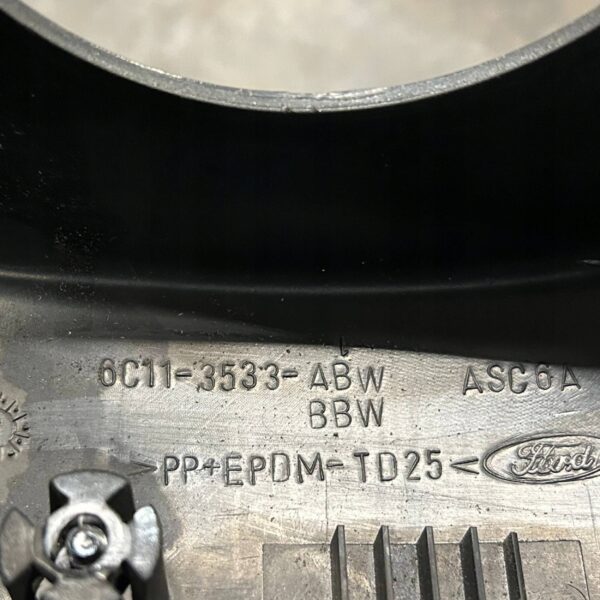 6C11-3533-ABW ASC6A
BBW
>PP+EPDM-TD25< Ford